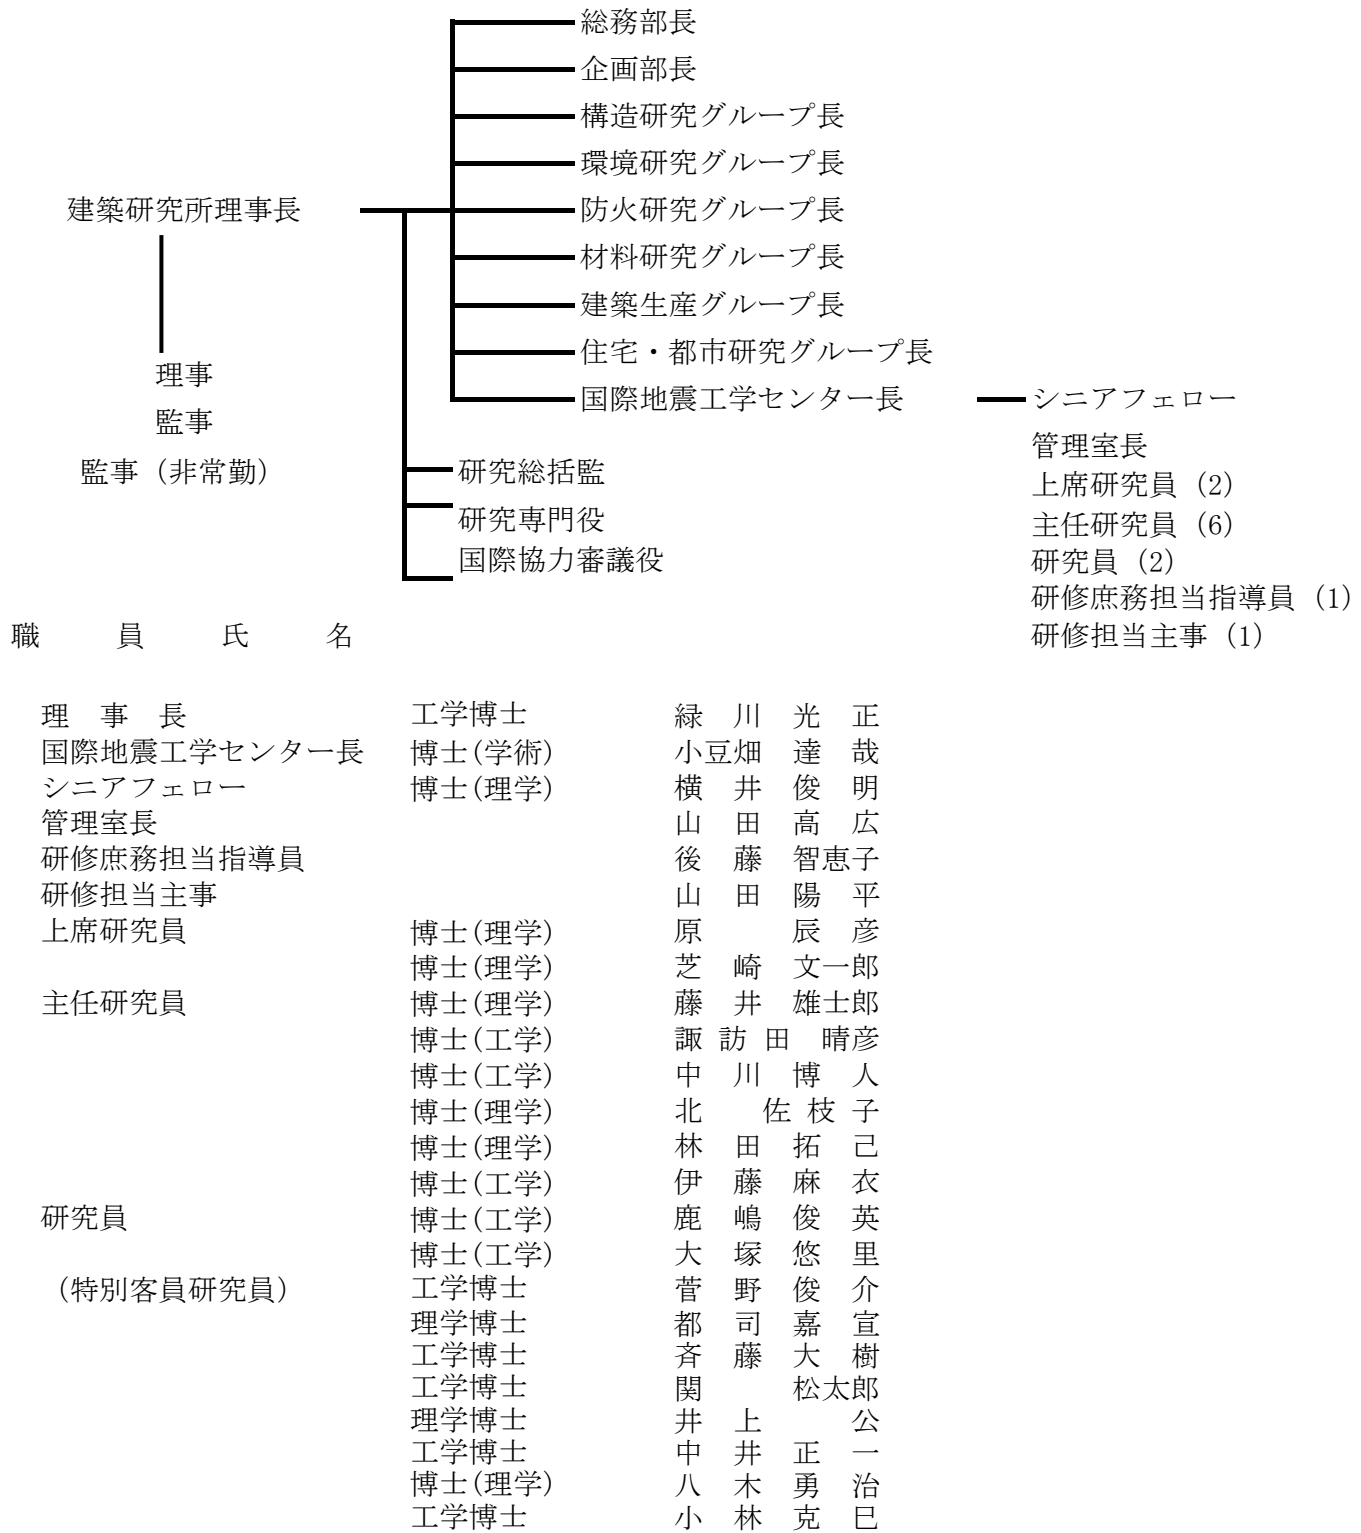 総務部長
企画部長
構造研究グループ長
環境研究グループ長
建築研究所理事長
防火研究グループ長
材料研究グループ長
建築生産グループ長
住宅・都市研究グループ長
理事
国際地震工学センター長
シニアフェロー
監事
管理室長
監事（非常勤）
研究総括監
上席研究員（2）
研究専門役
主任研究員（6）
国際協力審議役
研究員（2）
研修庶務担当指導員（1）
研修担当主事（1）
職　員　氏　名
理　事　長　工学博士　緑　川　光　正
国際地震工学センター長　博士(学術)　小豆畑　達　哉
シニアフェロー　博士(理学)　横　井　俊　明
管理室長　山　田　高　広
研修庶務担当指導員　後　藤　智恵子
研修担当主事　山　田　陽　平
上席研究員　博士(理学)　原　　辰　彦
博士(理学)　芝　崎　文一郎
主任研究員　博士(理学)　藤　井　雄士郎
博士(工学)　諏 訪 田　晴彦
博士(工学)　中　川　博　人
博士(理学)　北　　佐 枝 子
博士(理学)　林　田　拓　己
博士(工学)　伊　藤　麻　衣
研究員　博士(工学)　鹿　嶋　俊　英
博士(工学)　大　塚　悠　里
（特別客員研究員）　工学博士　菅　野　俊　介
理学博士　都　司　嘉　宣
工学博士　斉　藤　大　樹
工学博士　関　　松太郎
理学博士　井　上　　公
工学博士　中　井　正　一
博士(理学)　八　木　勇　治
工学博士　小　林　克　巳